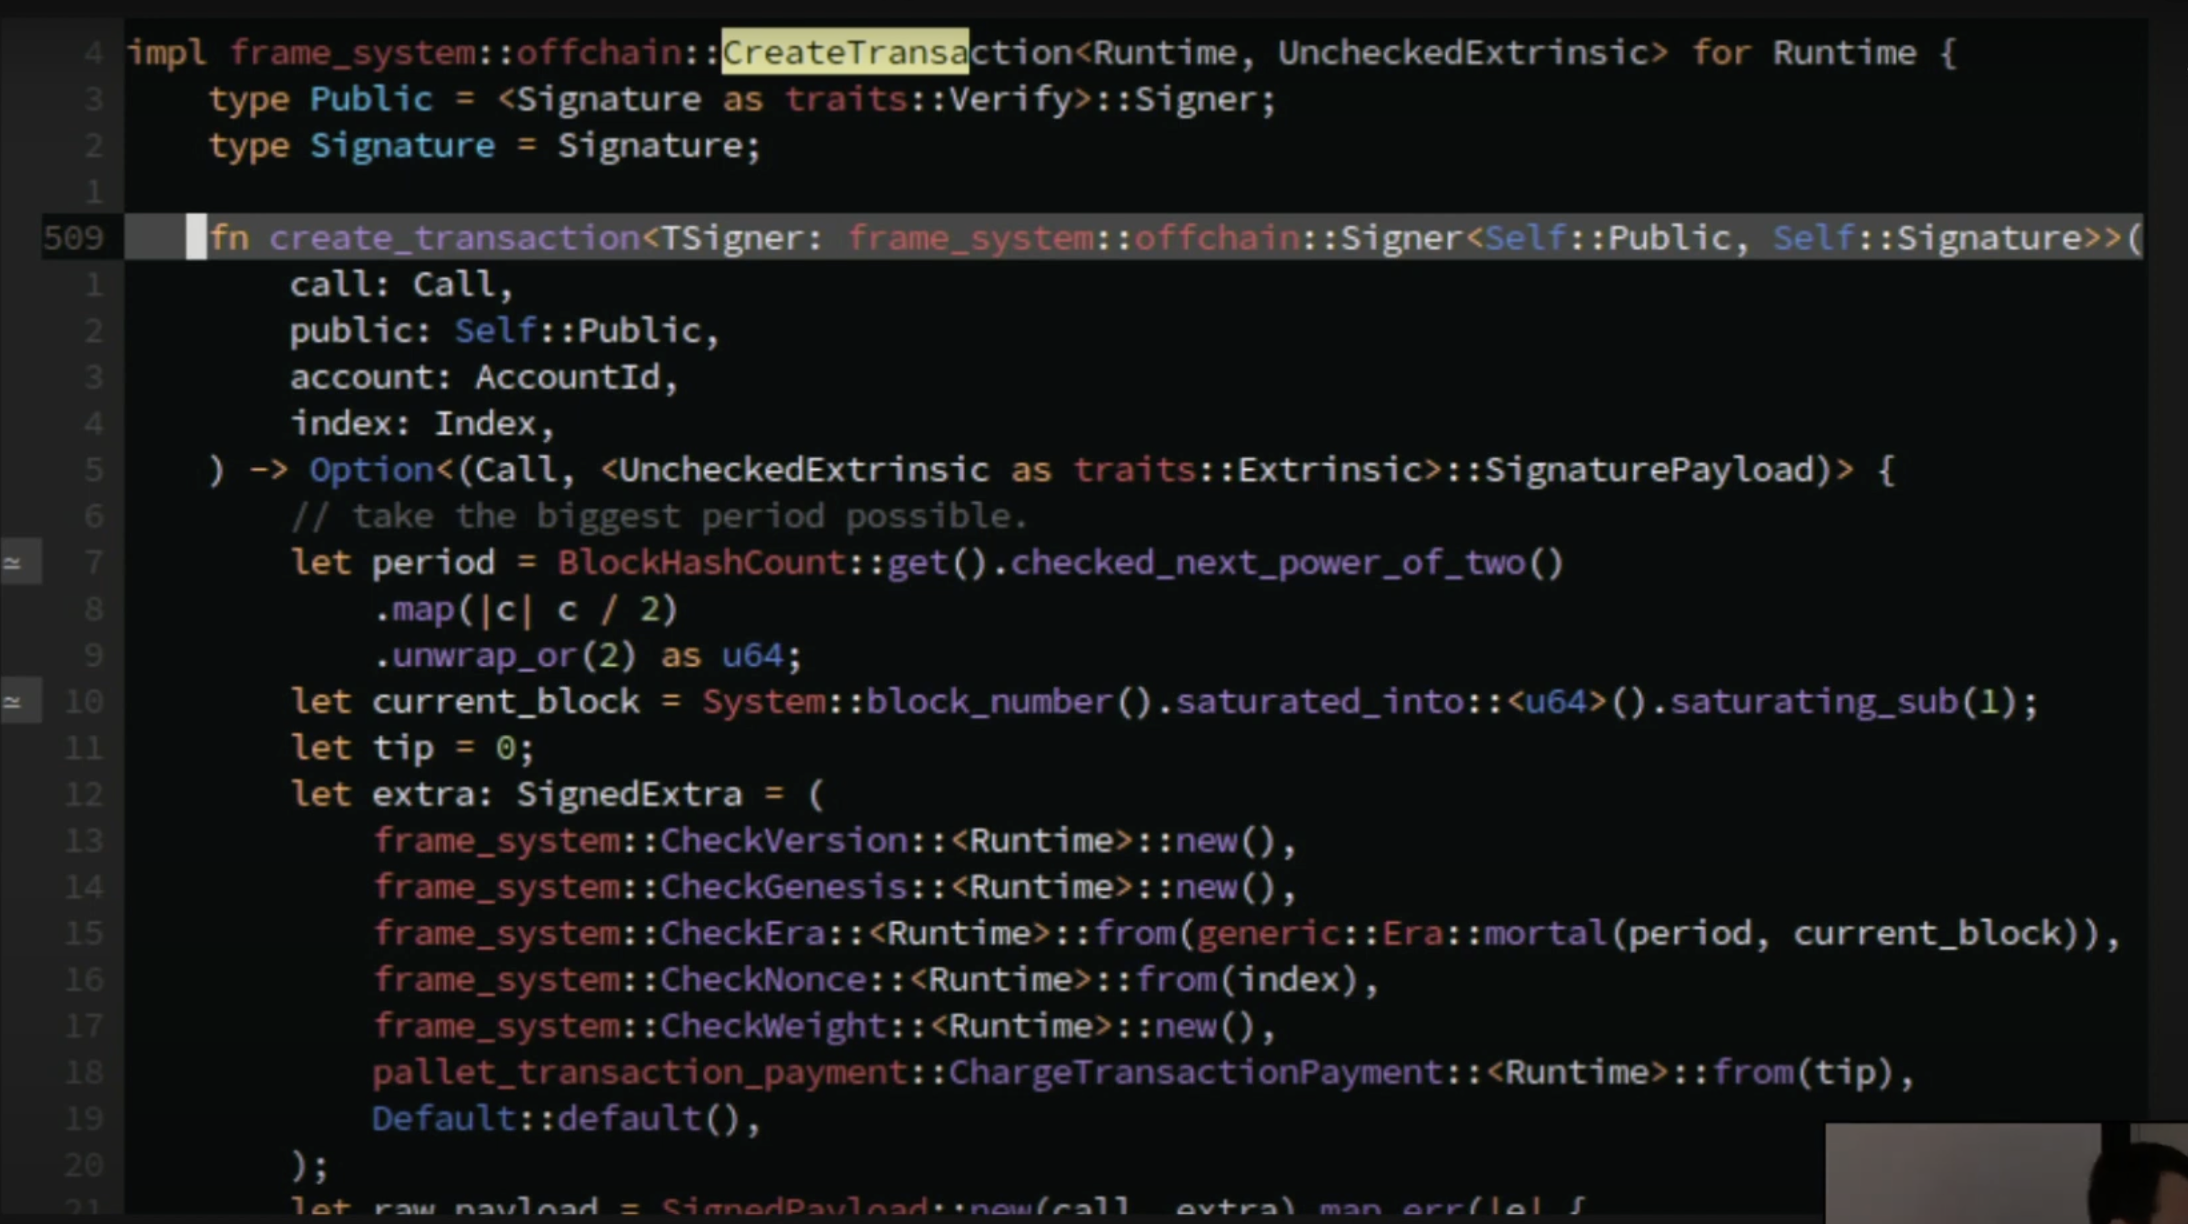 4 impl frame_system::offchain::CreateTransaction<Runtime, UncheckedExtrinsic> for Runtime {
3     type Public = <Signature as traits::Verify>::Signer;
2     type Signature = Signature;
1
509     fn create_transaction<TSigner: frame_system::offchain::Signer<Self::Public, Self::Signature>>(
1         call: Call,
2         public: Self::Public,
3         account: AccountId,
4         index: Index,
5     ) -> Option<(Call, <UncheckedExtrinsic as traits::Extrinsic>::SignaturePayload)> {
6         // take the biggest period possible.
≃ 7         let period = BlockHashCount::get().checked_next_power_of_two()
8             .map(|c| c / 2)
9             .unwrap_or(2) as u64;
≃ 10         let current_block = System::block_number().saturated_into::<u64>().saturating_sub(1);
11         let tip = 0;
12         let extra: SignedExtra = (
13             frame_system::CheckVersion::<Runtime>::new(),
14             frame_system::CheckGenesis::<Runtime>::new(),
15             frame_system::CheckEra::<Runtime>::from(generic::Era::mortal(period, current_block)),
16             frame_system::CheckNonce::<Runtime>::from(index),
17             frame_system::CheckWeight::<Runtime>::new(),
18             pallet_transaction_payment::ChargeTransactionPayment::<Runtime>::from(tip),
19             Default::default(),
20         );
21         let raw_payload = SignedPayload::new(call, extra).map_err(|e| {